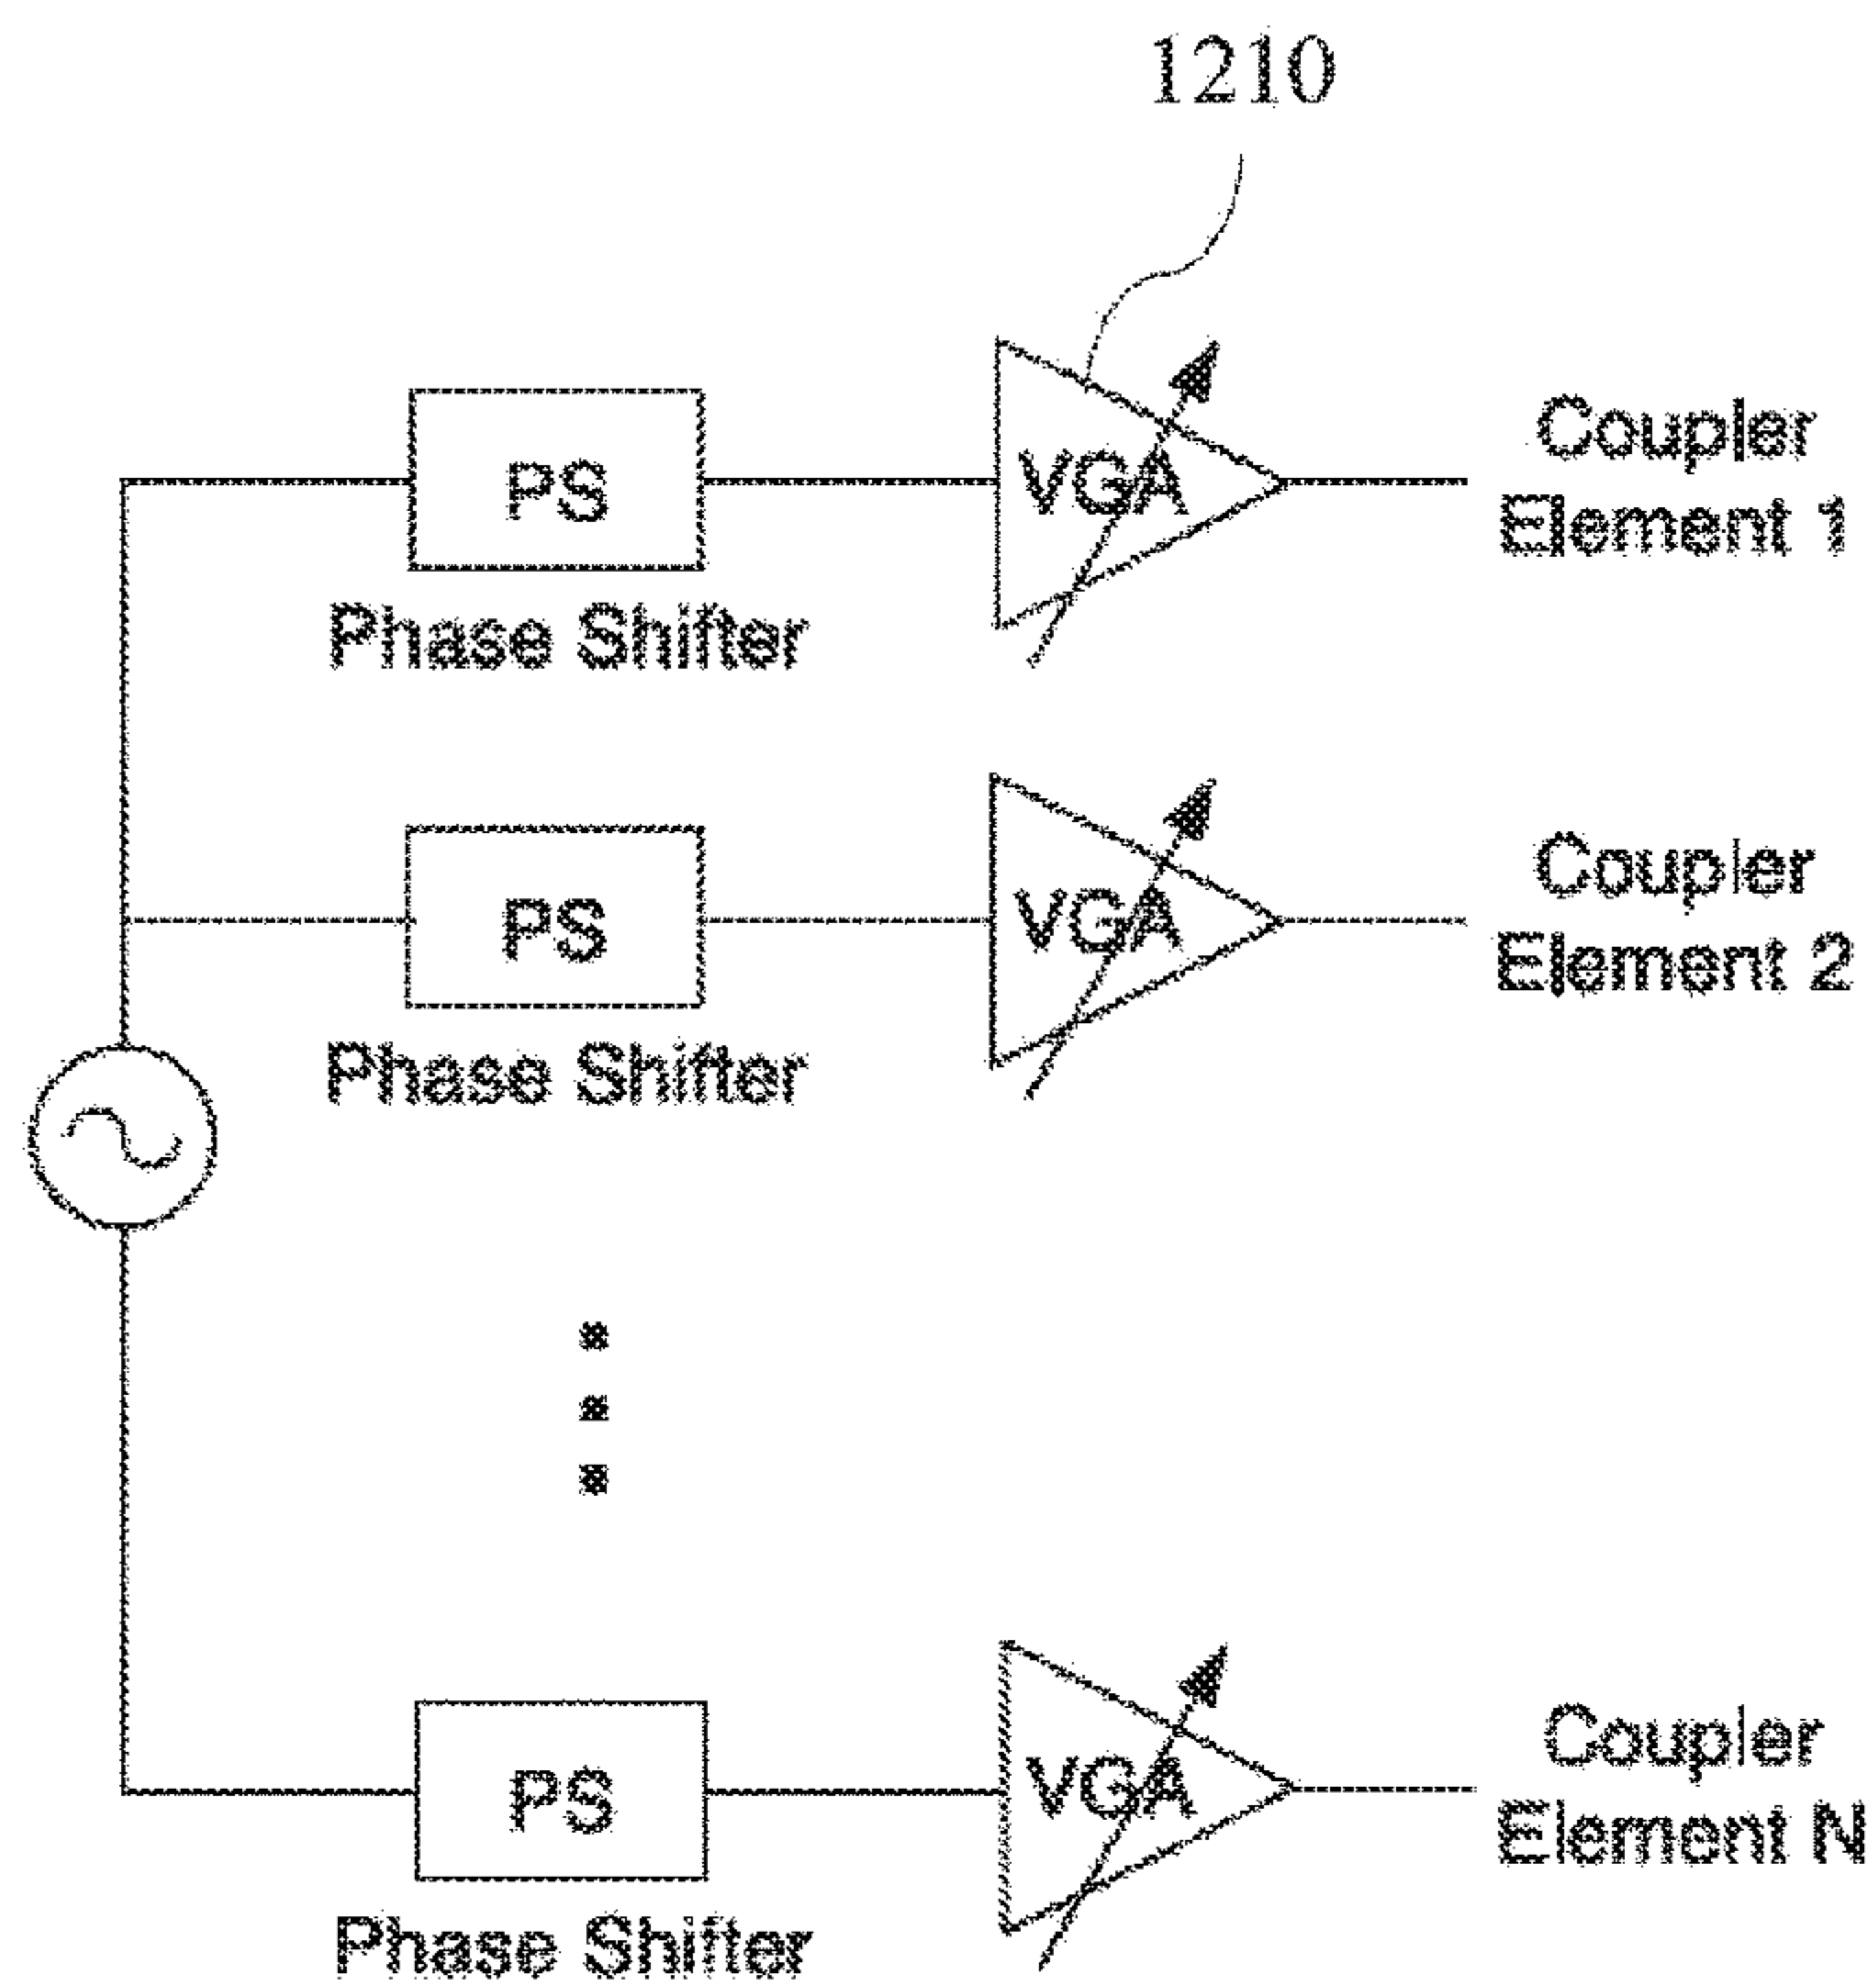 1210
PS
Phase Shifter
VGA
Coupler
Element 1
PS
Phase Shifter
VGA
Coupler
Element 2
PS
Phase Shifter
VGA
Coupler
Element N